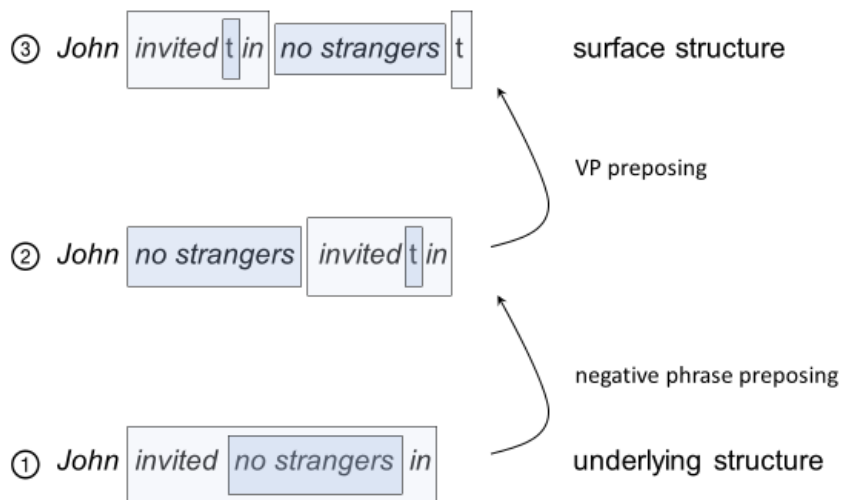 ③ John invited t in no strangers t surface structure
VP preposing
② John no strangers invited t in
negative phrase preposing
① John invited no strangers in underlying structure